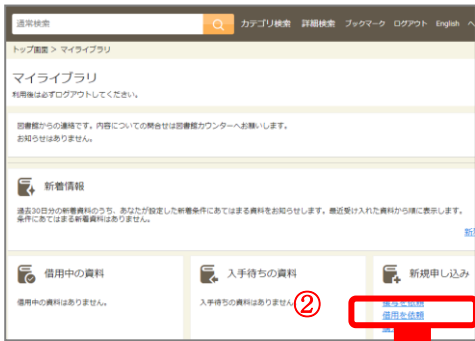 通常検索
カテゴリ検索 詳細検索 ブックマーク ログアウト English
トップ画面 > マイライブラリ
マイライブラリ
利用後は必ずログアウトしてください。
図書館からの連絡です。内容についての問合せは図書館カウンターへお願いします。
お知らせはありません。
新着情報
過去30日分の新着資料のうち、あなたが設定した新着条件にあてはまる資料をお知らせします。最近受け入れた資料から順に表示します。
条件にあてはまる新着資料はありません。
借用中の資料
入手待ちの資料
新規申し込み
借用中の資料はありません。
入手待ちの資料はありません
②
借用を依頼